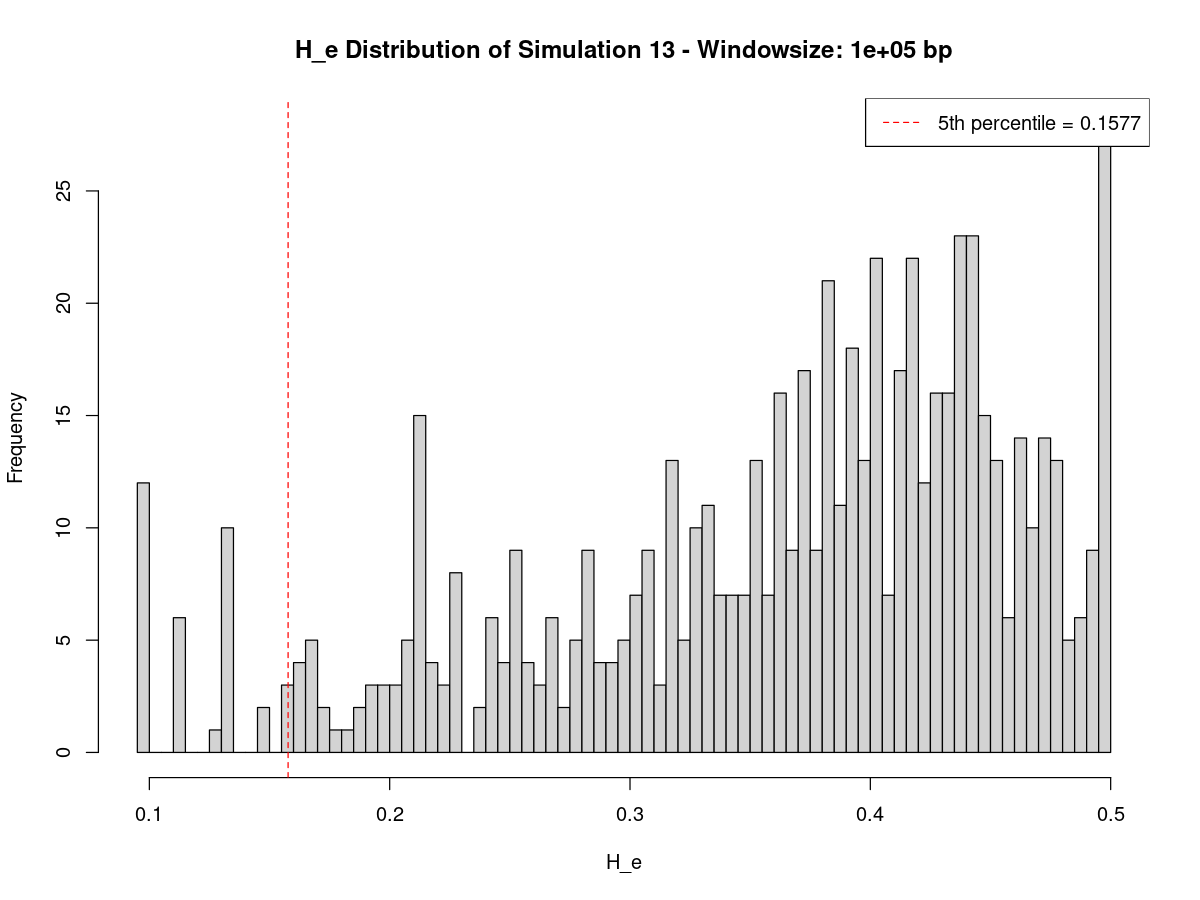 H_e Distribution of Simulation 13 - Windowsize: 1e+05 bp
5th percentile = 0.1577
Frequency
25
20
15
10
5
0
0.1 0.2 0.3 0.4 0.5
H_e